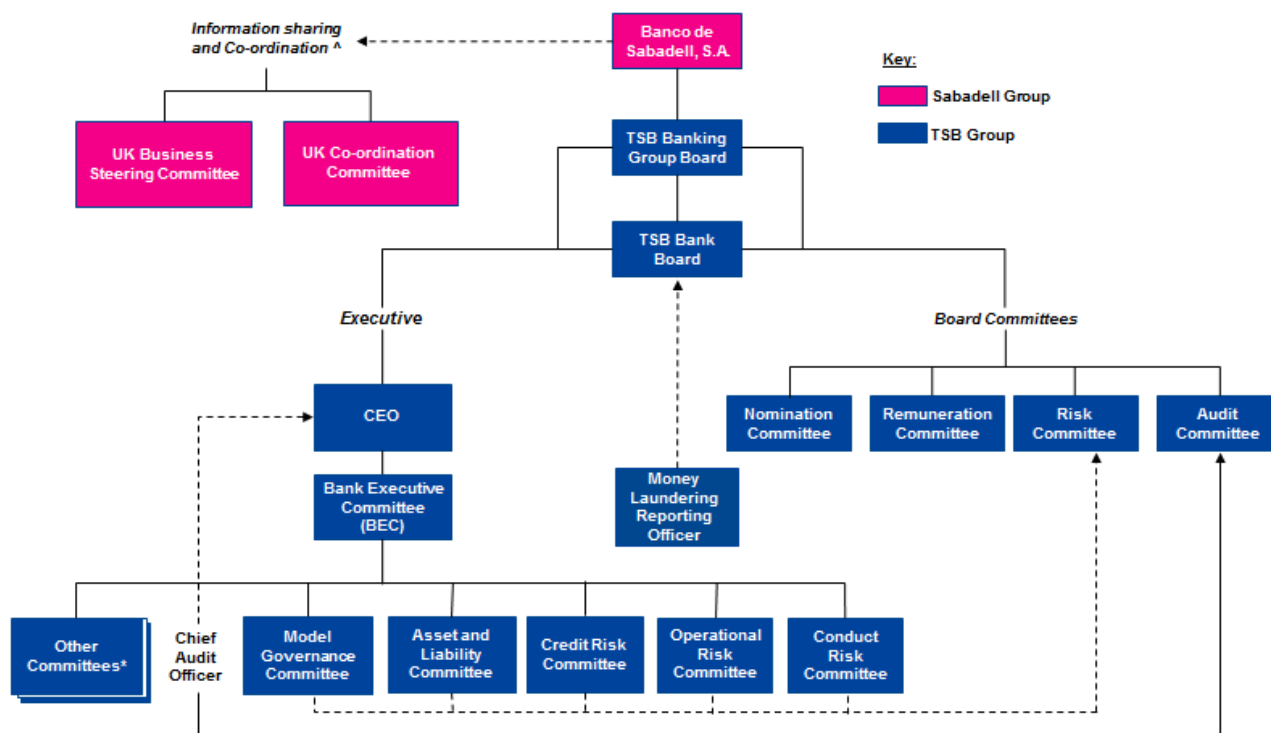 Information sharing
and Co-ordination ^
Banco de
Sabadell, S.A.
Key:
Sabadell Group
TSB Group
UK Business
Steering Committee
UK Co-ordination
Committee
TSB Banking
Group Board
TSB Bank
Board
Executive
Board Committees
CEO
Nomination
Committee
Remuneration
Committee
Risk
Committee
Audit
Committee
Bank Executive
Committee
(BEC)
Money
Laundering
Reporting
Officer
Other
Committees*
Chief
Audit
Officer
Model
Governance
Committee
Asset and
Liability
Committee
Credit Risk
Committee
Operational
Risk
Committee
Conduct
Risk
Committee